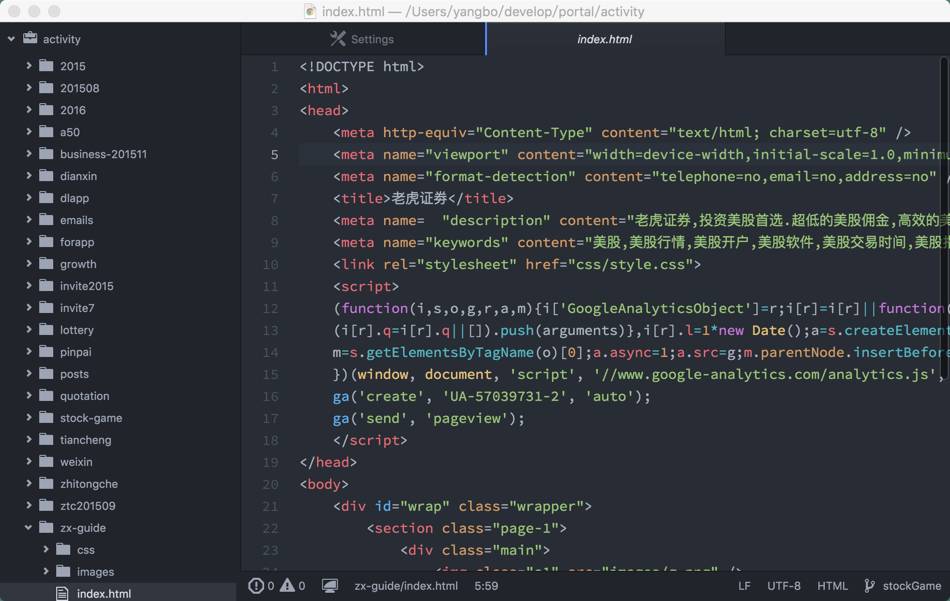 index.html — /Users/yangbo/develop/portal/activity
activity
2015
201508
2016
a50
business-201511
dianxin
dlapp
emails
forapp
growth
invite2015
invite7
lottery
pinpai
posts
quotation
stock-game
tiancheng
weixin
zhitongche
ztc201509
zx-guide
css
images
index.html
Settings
index.html
1 <!DOCTYPE html>
2 <html>
3 <head>
4 <meta http-equiv="Content-Type" content="text/html; charset=utf-8" />
5 <meta name="viewport" content="width=device-width,initial-scale=1.0,minim
6 <meta name="format-detection" content="telephone=no,email=no,address=no" /
7 <title>老虎证券</title>
8 <meta name= "description" content="老虎证券,投资美股首选.超低的美股佣金,高效的美
9 <meta name="keywords" content="美股,美股行情,美股开户,美股软件,美股交易时间,美股
10 <link rel="stylesheet" href="css/style.css">
11 <script>
12 (function(i,s,o,g,r,a,m){i['GoogleAnalyticsObject']=r;i[r]=i[r]||function(
13 (i[r].q=i[r].q||[]).push(arguments)},i[r].l=1*new Date();a=s.createElement
14 m=s.getElementsByTagName(o)[0];a.async=1;a.src=g;m.parentNode.insertBefore
15 })(window, document, 'script', '//www.google-analytics.com/analytics.js',
16 ga('create', 'UA-57039731-2', 'auto');
17 ga('send', 'pageview');
18 </script>
19 </head>
20 <body>
21 <div id="wrap" class="wrapper">
22 <section class="page-1">
23 <div class="main">
0 0 zx-guide/index.html 5:59 LF UTF-8 HTML stockGame